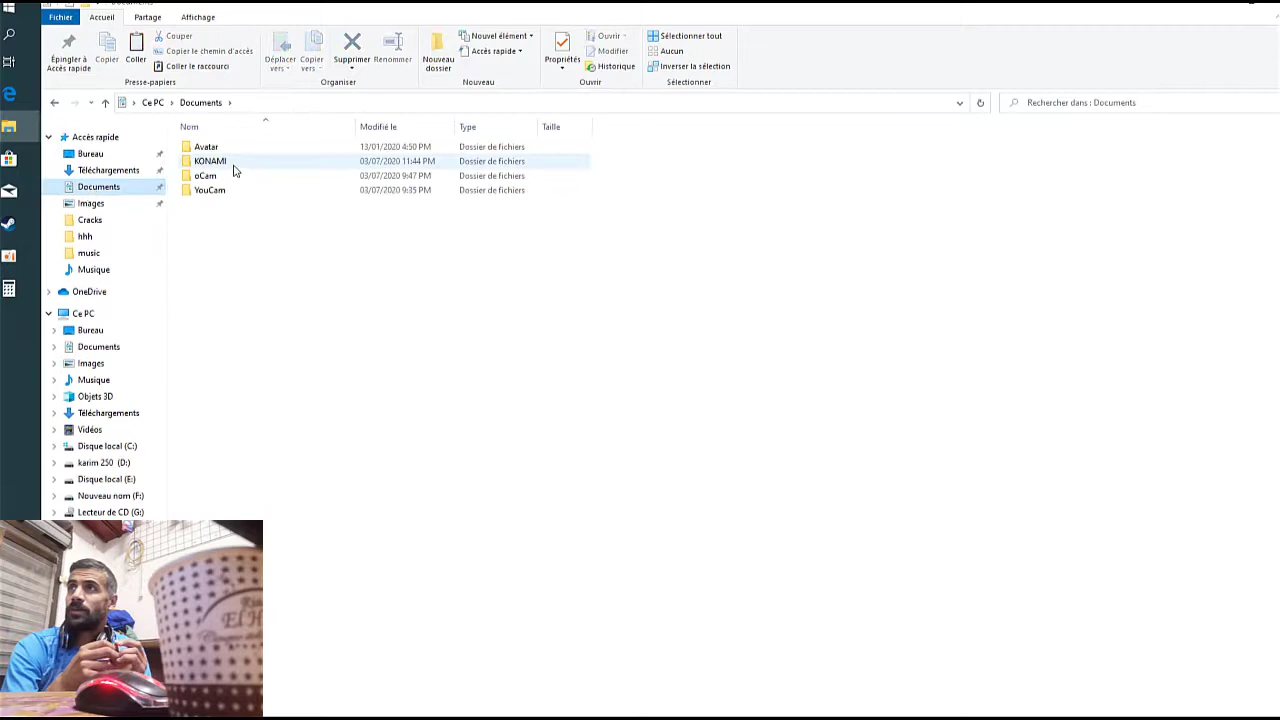 Fichier Accueil Partage Affichage
Épingler à Accès rapide
Copier
Coller
Couper
Copier le chemin d'accès
Coller le raccourci
Presse-papiers
Déplacer vers
Copier vers
Supprimer
Renommer
Organiser
Nouveau dossier
Nouvel élément
Accès rapide
Nouveau
Propriétés
Ouvrir
Modifier
Historique
Ouvrir
Sélectionner tout
Aucun
Inverser la sélection
Sélectionner
Ce PC > Documents >
Rechercher dans : Documents
Nom Modifié le Type Taille
Avatar 13/01/2020 4:50 PM Dossier de fichiers
KONAMI 03/07/2020 11:44 PM Dossier de fichiers
oCam 03/07/2020 9:47 PM Dossier de fichiers
YouCam 03/07/2020 9:35 PM Dossier de fichiers
Accès rapide
Bureau
Téléchargements
Documents
Images
Cracks
hhh
music
Musique
OneDrive
Ce PC
Bureau
Documents
Images
Musique
Objets 3D
Téléchargements
Vidéos
Disque local (C:)
karim 250 (D:)
Disque local (E:)
Nouveau nom (F:)
Lecteur de CD (G:)